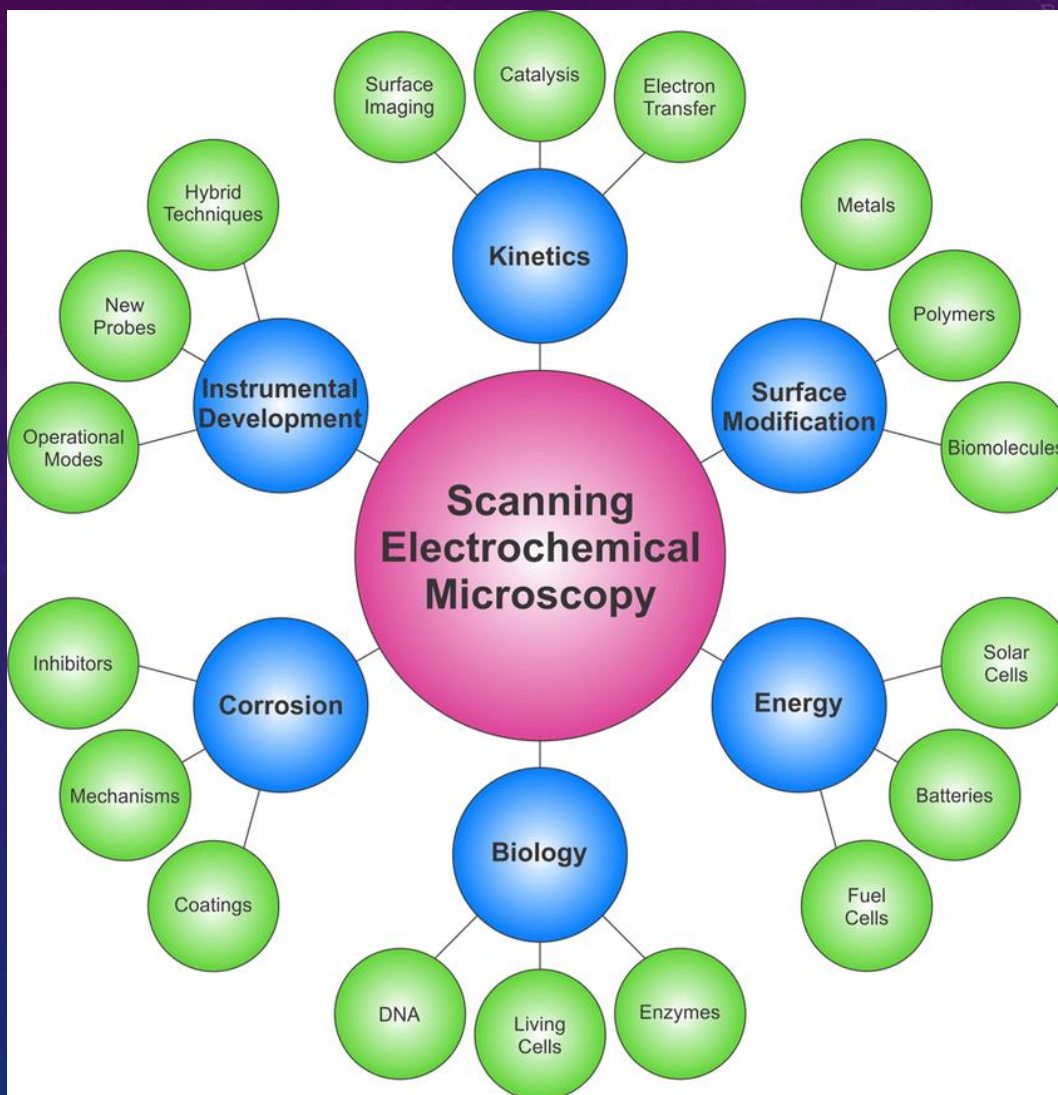 Surface
Imaging
Catalysis
Electron
Transfer
Kinetics
Hybrid
Techniques
New
Probes
Operational
Modes
Instrumental
Development
Metals
Polymers
Biomolecules
Surface
Modification
Scanning
Electrochemical
Microscopy
Inhibitors
Mechanisms
Coatings
Corrosion
Solar
Cells
Batteries
Fuel
Cells
Energy
Biology
DNA
Living
Cells
Enzymes